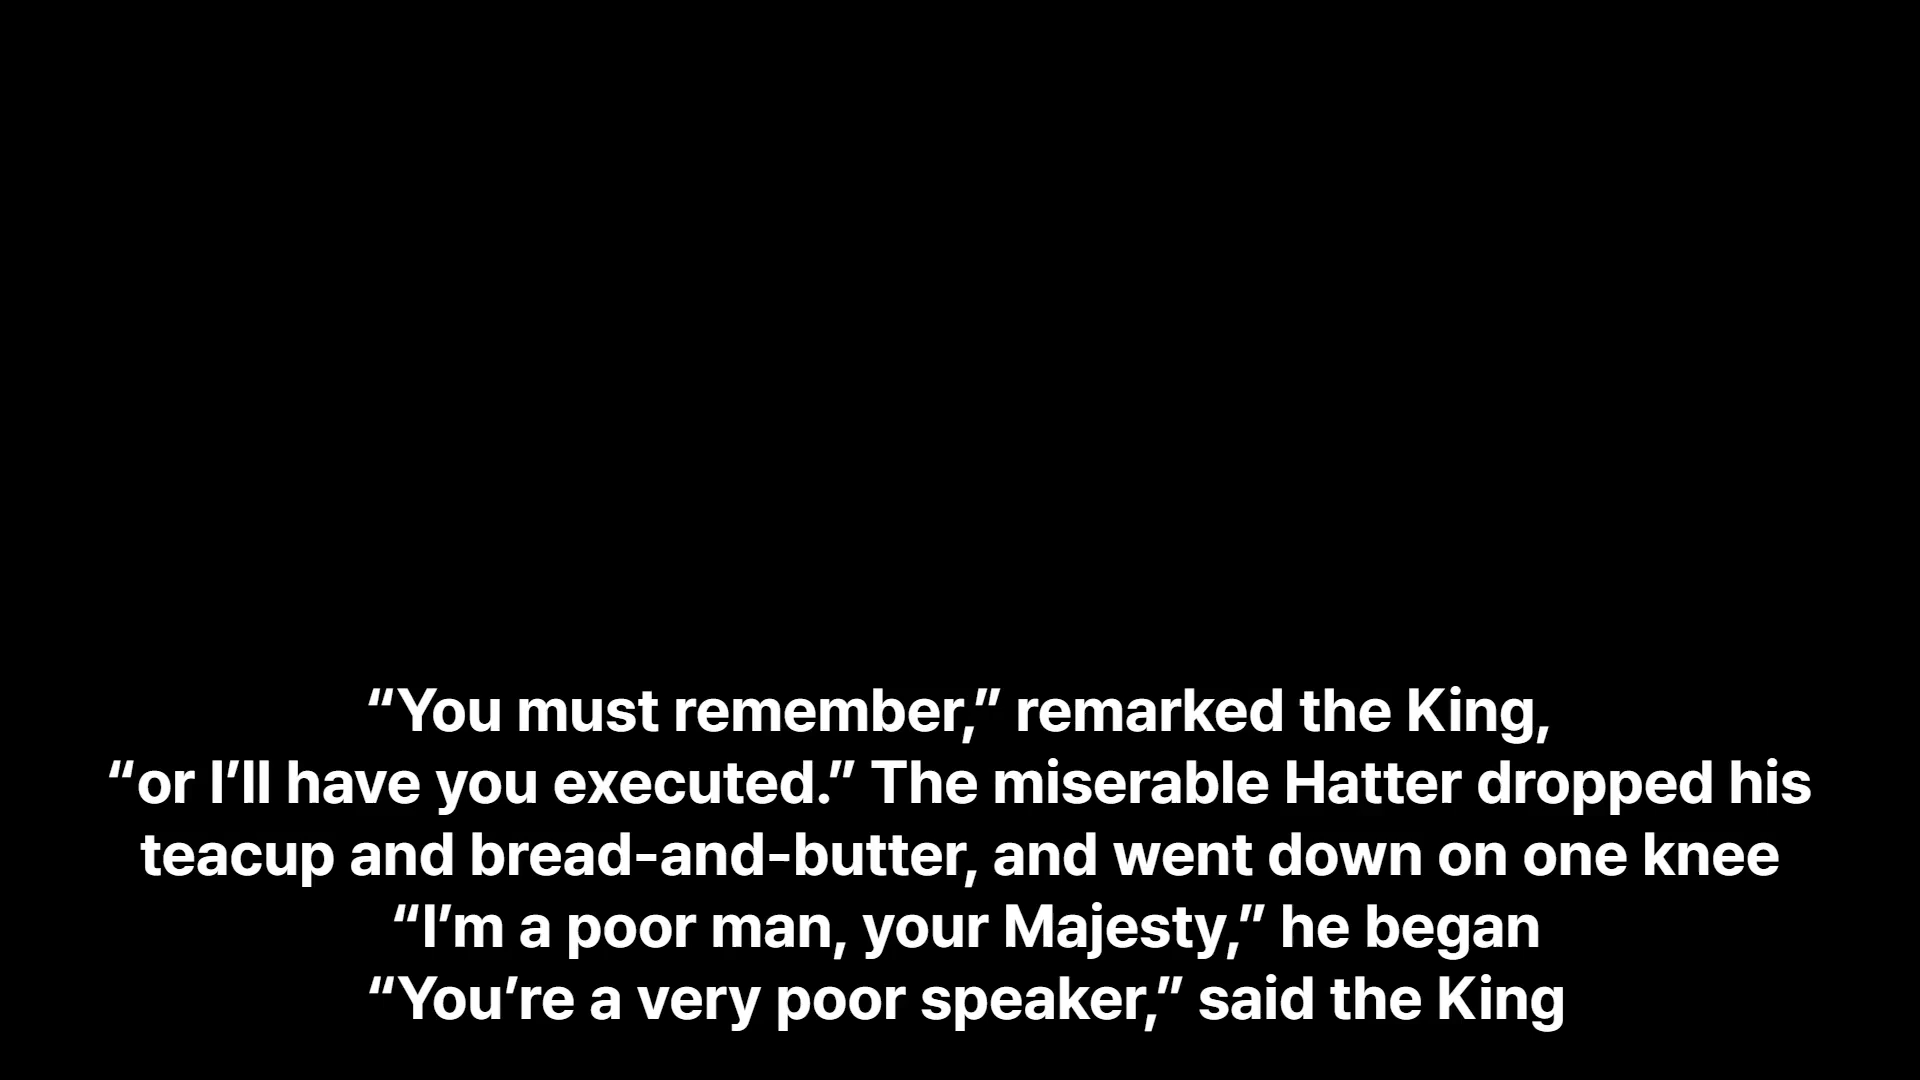 “You must remember,” remarked the King,
“or I’ll have you executed.” The miserable Hatter dropped his
teacup and bread-and-butter, and went down on one knee
“I’m a poor man, your Majesty,” he began
“You’re a very poor speaker,” said the King